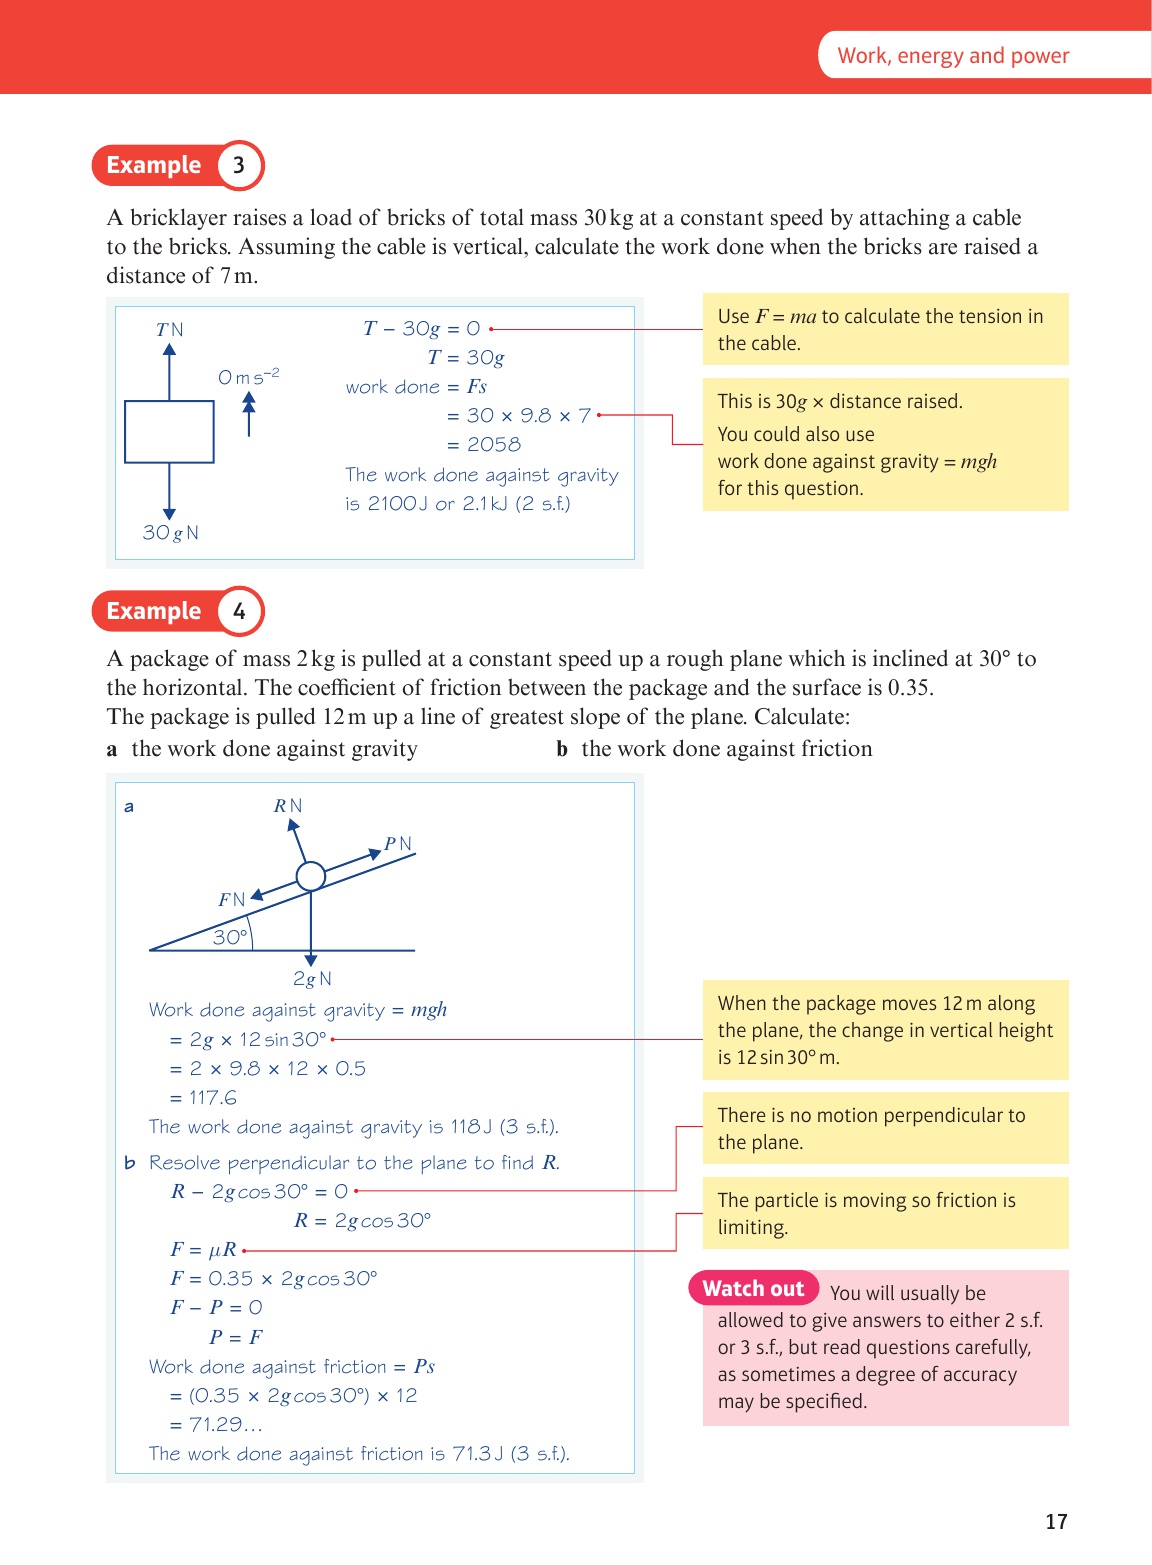 Work, energy and power
Example 3
A bricklayer raises a load of bricks of total mass 30 kg at a constant speed by attaching a cable
to the bricks. Assuming the cable is vertical, calculate the work done when the bricks are raised a
distance of 7 m.
T N
0 m s⁻²
30g N
T − 30g = 0
T = 30g
work done = Fs
= 30 × 9.8 × 7
= 2058
The work done against gravity
is 2100 J or 2.1 kJ (2 s.f.)
Use F = ma to calculate the tension in
the cable.
This is 30g × distance raised.
You could also use
work done against gravity = mgh
for this question.
Example 4
A package of mass 2 kg is pulled at a constant speed up a rough plane which is inclined at 30° to
the horizontal. The coefficient of friction between the package and the surface is 0.35.
The package is pulled 12 m up a line of greatest slope of the plane. Calculate:
a the work done against gravity b the work done against friction
a
R N
P N
F N
30°
2g N
Work done against gravity = mgh
= 2g × 12 sin 30°
= 2 × 9.8 × 12 × 0.5
= 117.6
The work done against gravity is 118 J (3 s.f.).
b Resolve perpendicular to the plane to find R.
R − 2g cos 30° = 0
R = 2g cos 30°
F = μR
F = 0.35 × 2g cos 30°
F − P = 0
P = F
Work done against friction = Ps
= (0.35 × 2g cos 30°) × 12
= 71.29…
The work done against friction is 71.3 J (3 s.f.).
When the package moves 12 m along
the plane, the change in vertical height
is 12 sin 30° m.
There is no motion perpendicular to
the plane.
The particle is moving so friction is
limiting.
Watch out You will usually be
allowed to give answers to either 2 s.f.
or 3 s.f., but read questions carefully,
as sometimes a degree of accuracy
may be specified.
17